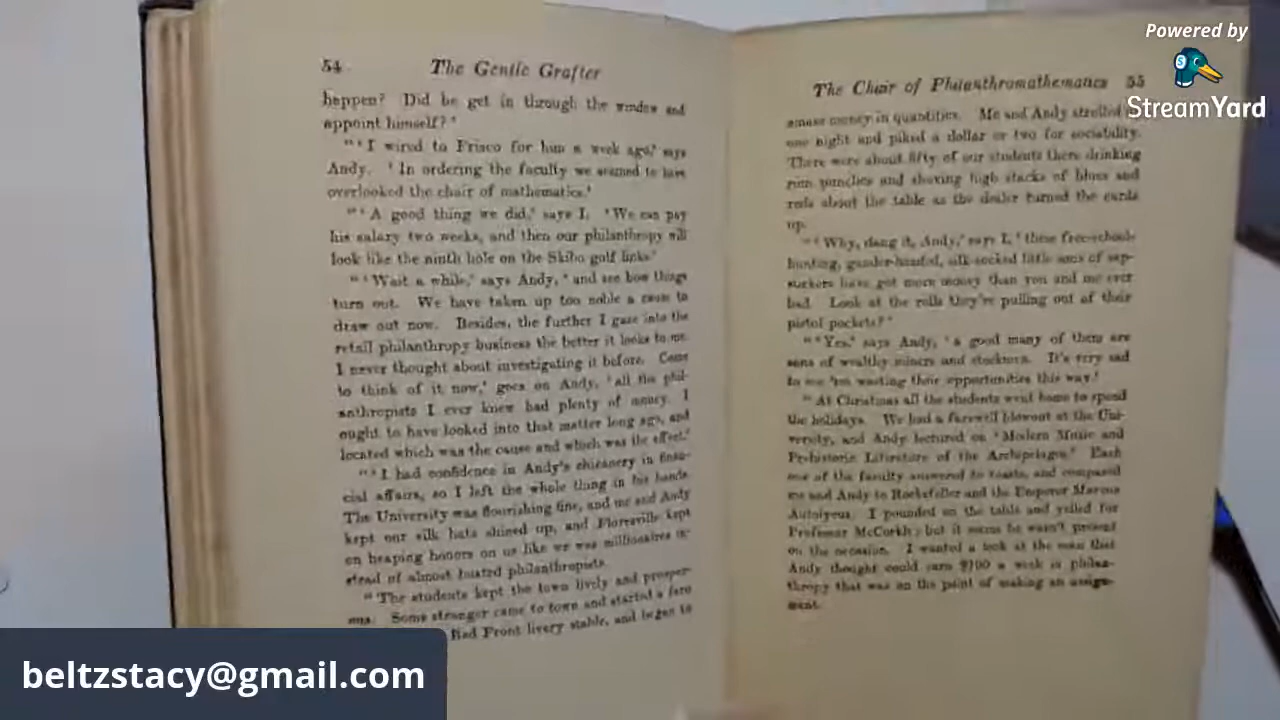 54 The Gentle Grafter
happen? Did he get in through the window and
appoint himself?'
"'I wired to Frisco for him a week ago,' says
Andy. 'In ordering the faculty we seemed to have
overlooked the chair of mathematics.'
"'A good thing we did,' says I. 'We can pay
his salary two weeks, and then our philanthropy will
look like the ninth hole on the Skibo golf links.'
"'Wait a while,' says Andy, 'and see how things
turn out. We have taken up too noble a cause to
draw out now. Besides, the further I gaze into the
retail philanthropy business the better it looks to me.
I never thought about investigating it before. Come
to think of it now,' goes on Andy, 'all the phil-
anthropists I ever knew had plenty of money. I
ought to have looked into that matter long ago, and
located which was the cause and which was the effect.'
"'I had confidence in Andy's chicanery in finan-
cial affairs, so I left the whole thing in his hands.
The University was flourishing fine, and me and Andy
kept our silk hats shined up, and Floresville kept
on heaping honors on us like we was millionaires in-
stead of almost busted philanthropists.
"The students kept the town lively and prosper-
ous. Some stranger came to town and started a faro
Red Front livery stable, and began to
The Chair of Philanthromathematics 55
amass money in quantities. Me and Andy strolled
one night and piked a dollar or two for sociability.
There were about fifty of our students there drinking
rum punches and shoving high stacks of blues and
reds about the table as the dealer turned the cards
up.
"'Why, dang it, Andy,' says I, 'these free-school-
hunting, gander-headed, silk-socked little sons of sap-
suckers have got more money than you and me ever
had. Look at the rolls they're pulling out of their
pistol pockets?'
"'Yes,' says Andy, 'a good many of them are
sons of wealthy miners and stockmen. It's very sad
to see 'em wasting their opportunities this way.'
"At Christmas all the students went home to spend
the holidays. We had a farewell blowout at the Uni-
versity, and Andy lectured on 'Modern Music and
Prehistoric Literature of the Archipelagos.' Each
one of the faculty answered to toasts, and compared
me and Andy to Rockefeller and the Emperor Marcus
Autolycus. I pounded on the table and yelled for
Professor McCorkle; but it seems he wasn't present
on the occasion. I wanted a look at the man that
Andy thought could earn $100 a week in philan-
thropy that was on the point of making an assign-
ment.
Powered by
StreamYard
beltzstacy@gmail.com